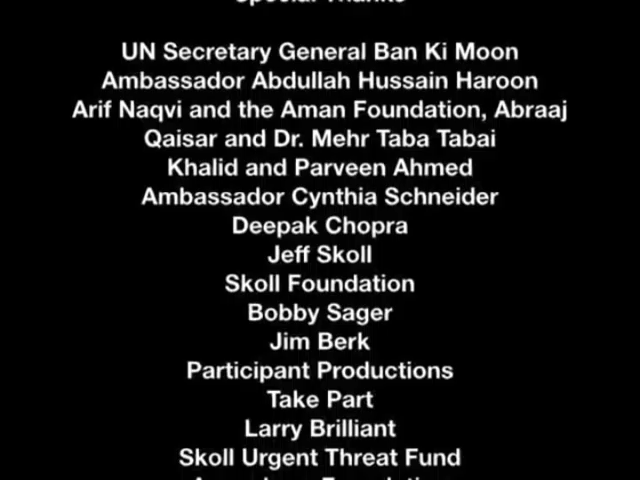 Special Thanks
UN Secretary General Ban Ki Moon
Ambassador Abdullah Hussain Haroon
Arif Naqvi and the Aman Foundation, Abraaj
Qaisar and Dr. Mehr Taba Tabai
Khalid and Parveen Ahmed
Ambassador Cynthia Schneider
Deepak Chopra
Jeff Skoll
Skoll Foundation
Bobby Sager
Jim Berk
Participant Productions
Take Part
Larry Brilliant
Skoll Urgent Threat Fund